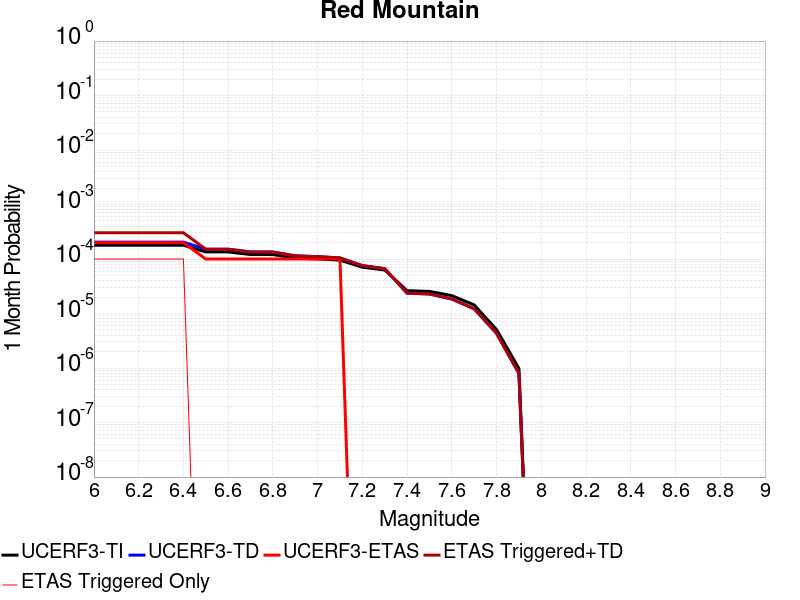 Red Mountain
10^0
10^-1
10^-2
10^-3
10^-4
10^-5
10^-6
10^-7
10^-8
1 Month Probability
6 6.2 6.4 6.6 6.8 7 7.2 7.4 7.6 7.8 8 8.2 8.4 8.6 8.8 9
Magnitude
UCERF3-TI UCERF3-TD UCERF3-ETAS ETAS Triggered+TD
ETAS Triggered Only